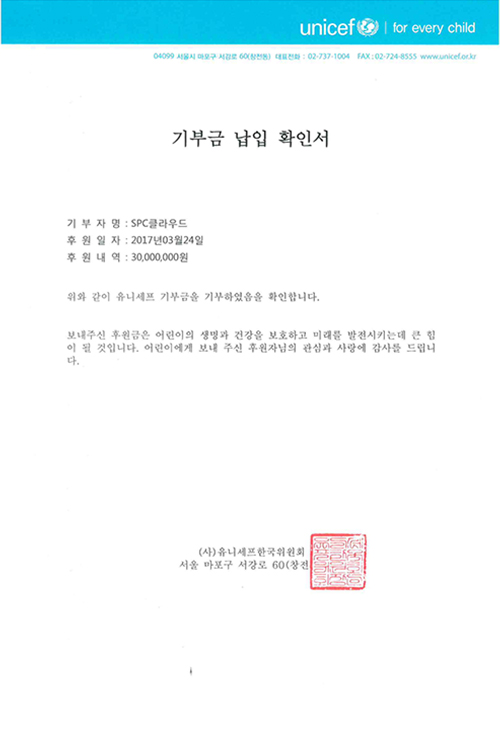 unicef | for every child
04099 서울시 마포구 서강로 60(창전동) 대표전화 : 02-737-1004 FAX : 02-724-8555 www.unicef.or.kr
기부금 납입 확인서
기 부 자 명 : SPC클라우드
후 원 일 자 : 2017년03월24일
후 원 내 역 : 30,000,000원
위와 같이 유니세프 기부금을 기부하였음을 확인합니다.
보내주신 후원금은 어린이의 생명과 건강을 보호하고 미래를 발전시키는데 큰 힘
이 될 것입니다. 어린이에게 보내 주신 후원자님의 관심과 사랑에 감사를 드립니
다.
(사)유니세프한국위원회
서울 마포구 서강로 60(창전